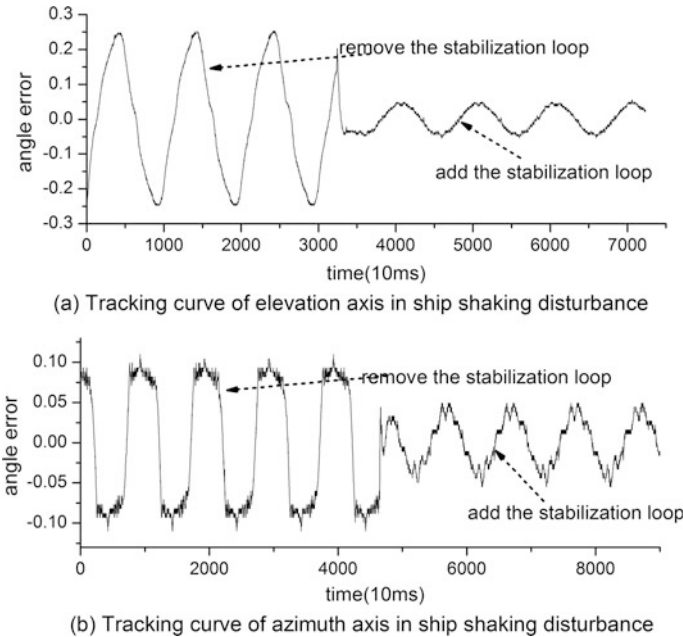 0.3
0.2
remove the stabilization loop
0.1
0.0
-0.1
add the stabilization loop
-0.2
-0.3
angle error
0 1000 2000 3000 4000 5000 6000 7000
time(10ms)
(a) Tracking curve of elevation axis in ship shaking disturbance
0.10
remove the stabilization loop
0.05
0.00
-0.05
add the stabilization loop
-0.10
angle error
0 2000 4000 6000 8000
time(10ms)
(b) Tracking curve of azimuth axis in ship shaking disturbance